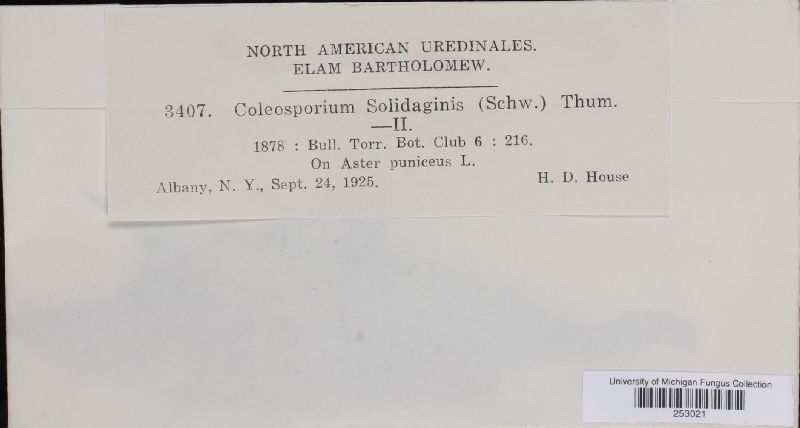 NORTH AMERICAN UREDINALES.
ELAM BARTHOLOMEW.
3407. Coleosporium Solidaginis (Schw.) Thum.
—II.
1878 : Bull. Torr. Bot. Club 6 : 216.
On Aster puniceus L.
Albany, N. Y., Sept. 24, 1925. H. D. House
University of Michigan Fungus Collection
253021